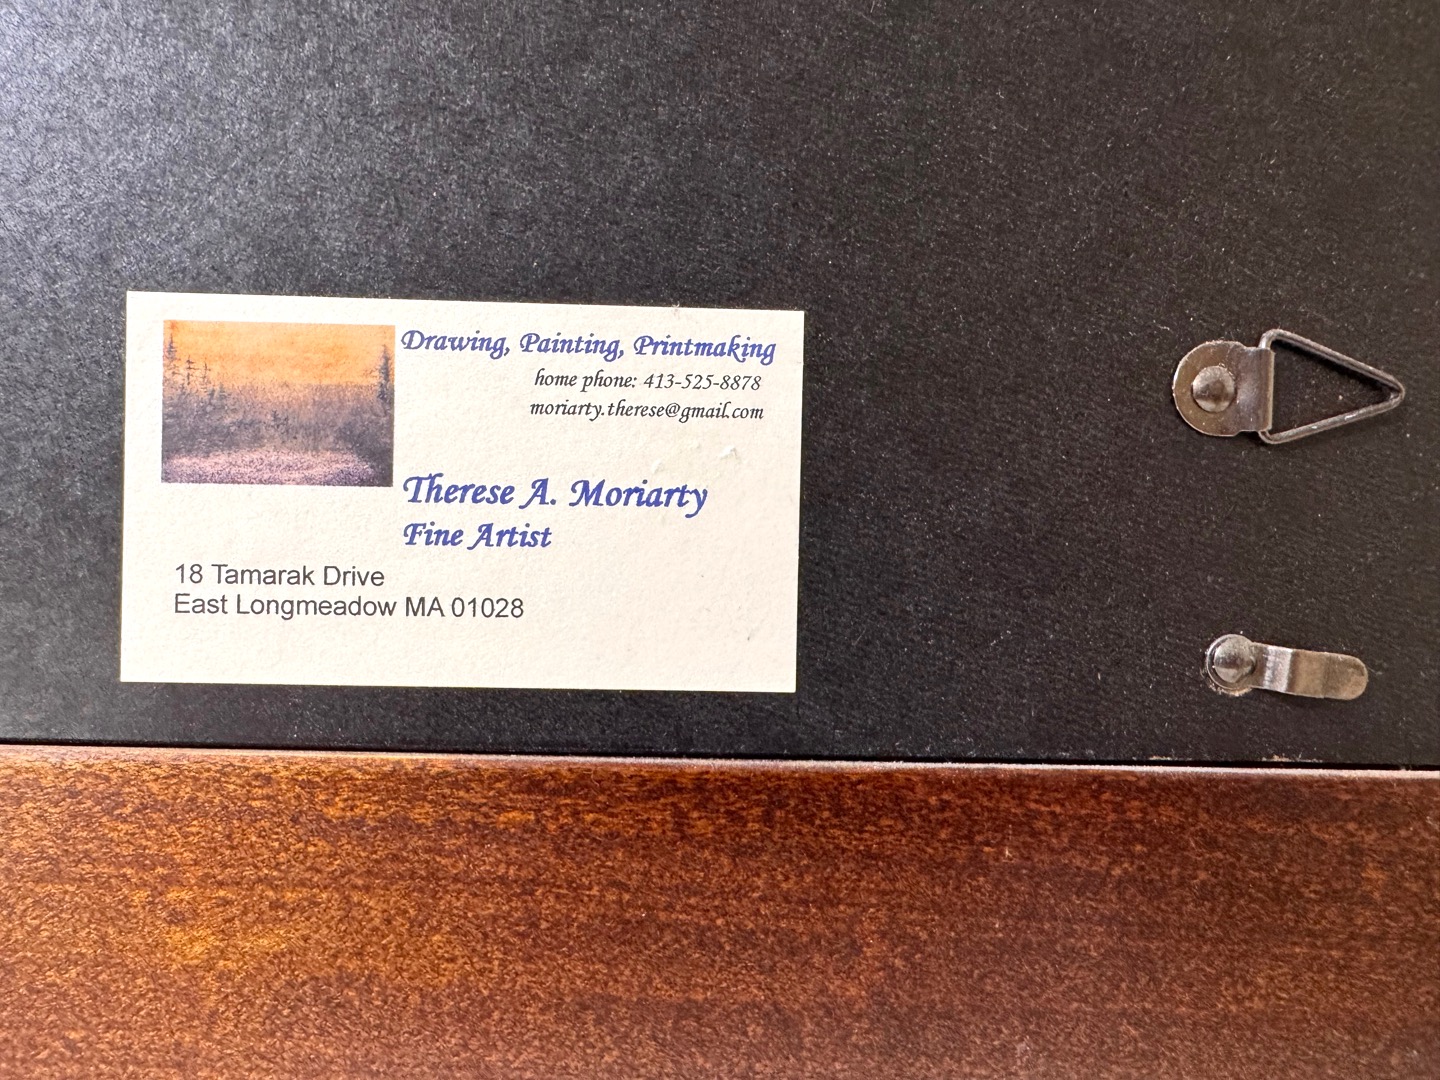 Drawing, Painting, Printmaking
home phone: 413-525-8878
moriarty.therese@gmail.com
Therese A. Moriarty
Fine Artist
18 Tamarak Drive
East Longmeadow MA 01028